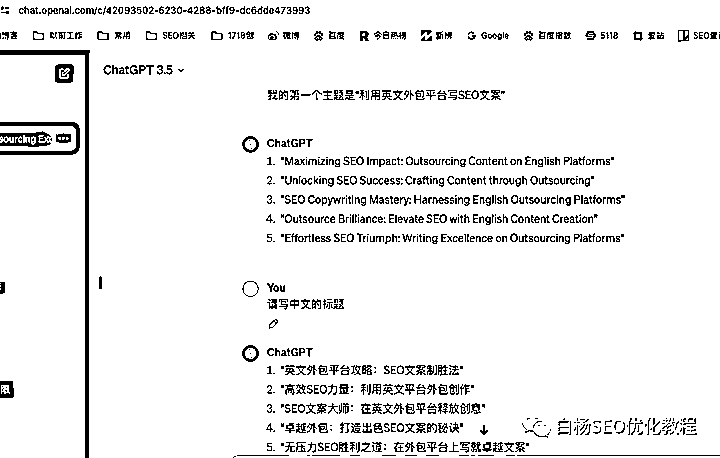 chat.openai.com/c/42093502-6230-4288-bff9-dc6dde473993
博客 以前工作 常用 SEO相关 1718创 微博 百度 今日热榜 新榜 Google 百度指数 5118 爱站 SEO查
ChatGPT 3.5
我的第一个主题是“利用英文外包平台写SEO文案”
sourcing Ex
ChatGPT
1. "Maximizing SEO Impact: Outsourcing Content on English Platforms"
2. "Unlocking SEO Success: Crafting Content through Outsourcing"
3. "SEO Copywriting Mastery: Harnessing English Outsourcing Platforms"
4. "Outsource Brilliance: Elevate SEO with English Content Creation"
5. "Effortless SEO Triumph: Writing Excellence on Outsourcing Platforms"
You
请写中文的标题
ChatGPT
1. "英文外包平台攻略：SEO文案制胜法"
2. "高效SEO力量：利用英文平台外包创作"
3. "SEO文案大师：在英文外包平台释放创意"
限
4. "卓越外包：打造出色SEO文案的秘诀"
白杨SEO优化教程
5. "无压力SEO胜利之道：在外包平台上写就卓越文案"